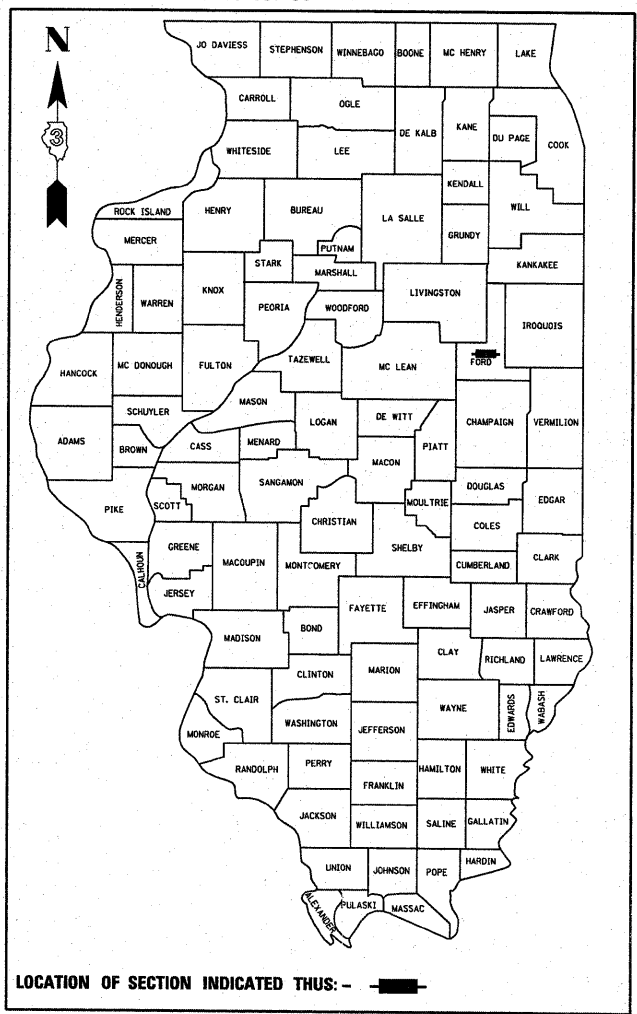 JO DAVIESS STEPHENSON WINNEBAGO BOONE MC HENRY LAKE
N
CARROLL OGLE DE KALB KANE DU PAGE COOK
3
WHITESIDE LEE
KENDALL
ROCK ISLAND HENRY BUREAU LA SALLE WILL
MERCER PUTNAM GRUNDY
STARK MARSHALL KANKAKEE
HENDERSON WARREN KNOX PEORIA WOODFORD LIVINGSTON IROQUOIS
HANCOCK MC DONOUGH FULTON TAZEWELL MC LEAN FORD
MASON
SCHUYLER LOGAN DE WITT CHAMPAIGN VERMILION
ADAMS BROWN CASS MENARD PIATT
MACON
PIKE SCOTT MORGAN SANGAMON MOULTRIE DOUGLAS EDGAR
CHRISTIAN COLES
GREENE MACOUPIN MONTGOMERY SHELBY
CALHOUN CUMBERLAND CLARK
JERSEY FAYETTE EFFINGHAM JASPER CRAWFORD
MADISON BOND
CLAY RICHLAND LAWRENCE
CLINTON MARION
ST. CLAIR WAYNE EDWARDS WABASH
WASHINGTON JEFFERSON
MONROE
RANDOLPH PERRY HAMILTON WHITE
FRANKLIN
JACKSON WILLIAMSON SALINE GALLATIN
UNION JOHNSON POPE HARDIN
ALEXANDER PULASKI MASSAC
LOCATION OF SECTION INDICATED THUS: -